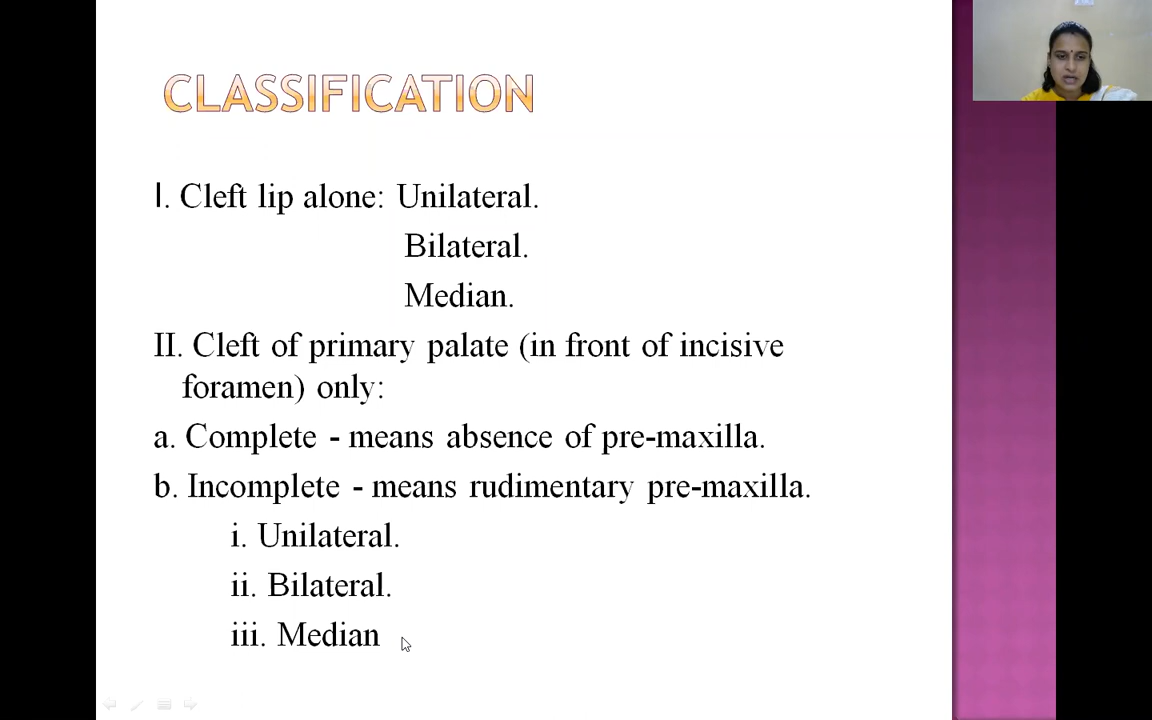 CLASSIFICATION
I. Cleft lip alone: Unilateral.
Bilateral.
Median.
II. Cleft of primary palate (in front of incisive
foramen) only:
a. Complete - means absence of pre-maxilla.
b. Incomplete - means rudimentary pre-maxilla.
i. Unilateral.
ii. Bilateral.
iii. Median